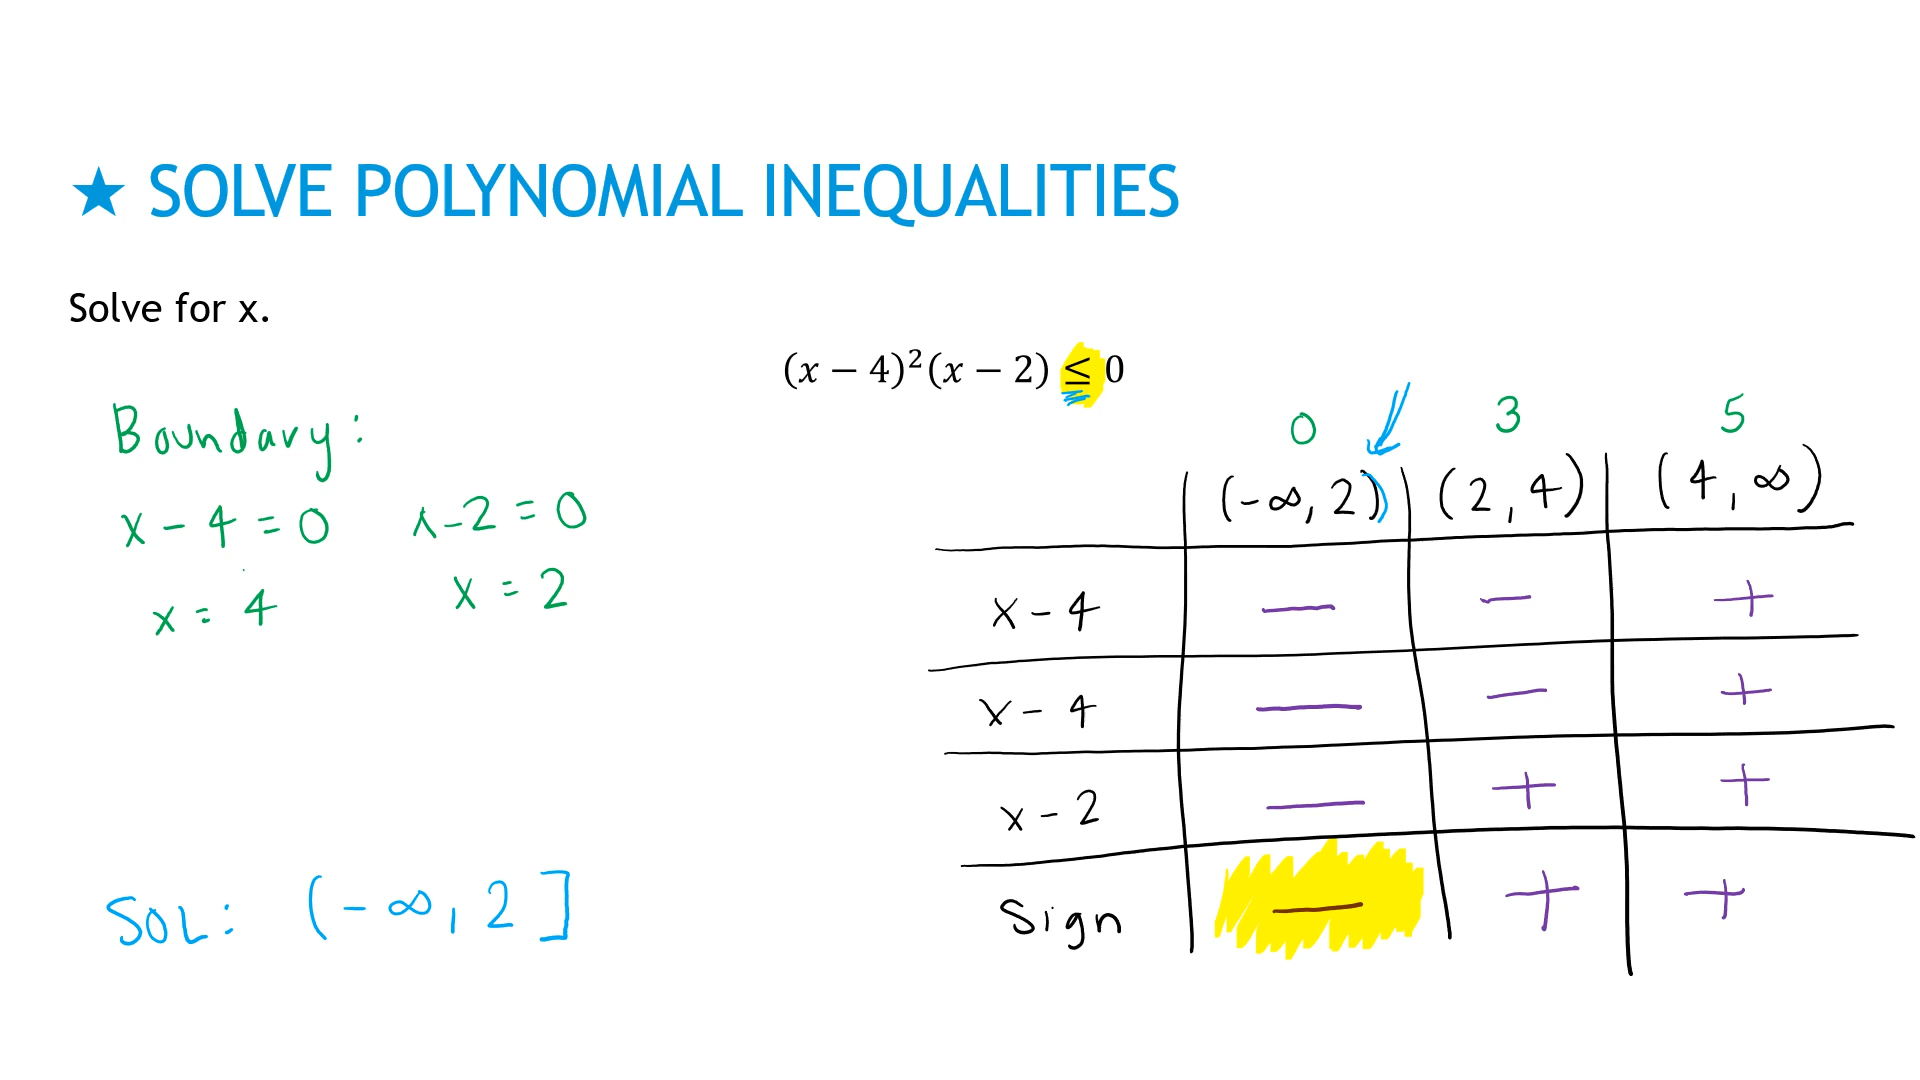 ★ SOLVE POLYNOMIAL INEQUALITIES
Solve for x.
(x − 4)²(x − 2) ≤ 0
Boundary:
x - 4 = 0 x - 2 = 0
x = 4 x = 2
0 3 5
(-∞, 2) (2, 4) (4, ∞)
x - 4 − − +
x - 4 − − +
x - 2 − + +
Sign − + +
SOL: (-∞, 2]